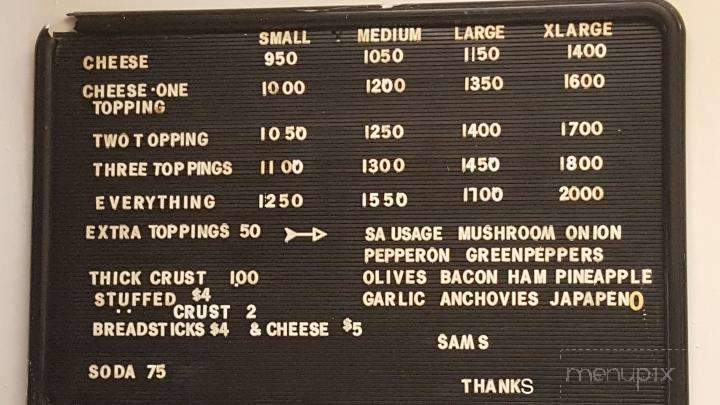 SMALL MEDIUM LARGE XLARGE
CHEESE 950 1050 1150 1400
CHEESE·ONE 1000 1200 1350 1600
TOPPING
TWO TOPPING 1050 1250 1400 1700
THREE TOPPINGS 1100 1300 1450 1800
EVERYTHING 1250 1550 1700 2000
EXTRA TOPPINGS 50 SAUSAGE MUSHROOM ONION
PEPPERON GREENPEPPERS
THICK CRUST 1.00 OLIVES BACON HAM PINEAPPLE
STUFFED $4 GARLIC ANCHOVIES JAPAPENO
CRUST 2
BREADSTICKS $4 & CHEESE $5
SAMS
SODA 75
THANKS
menupix